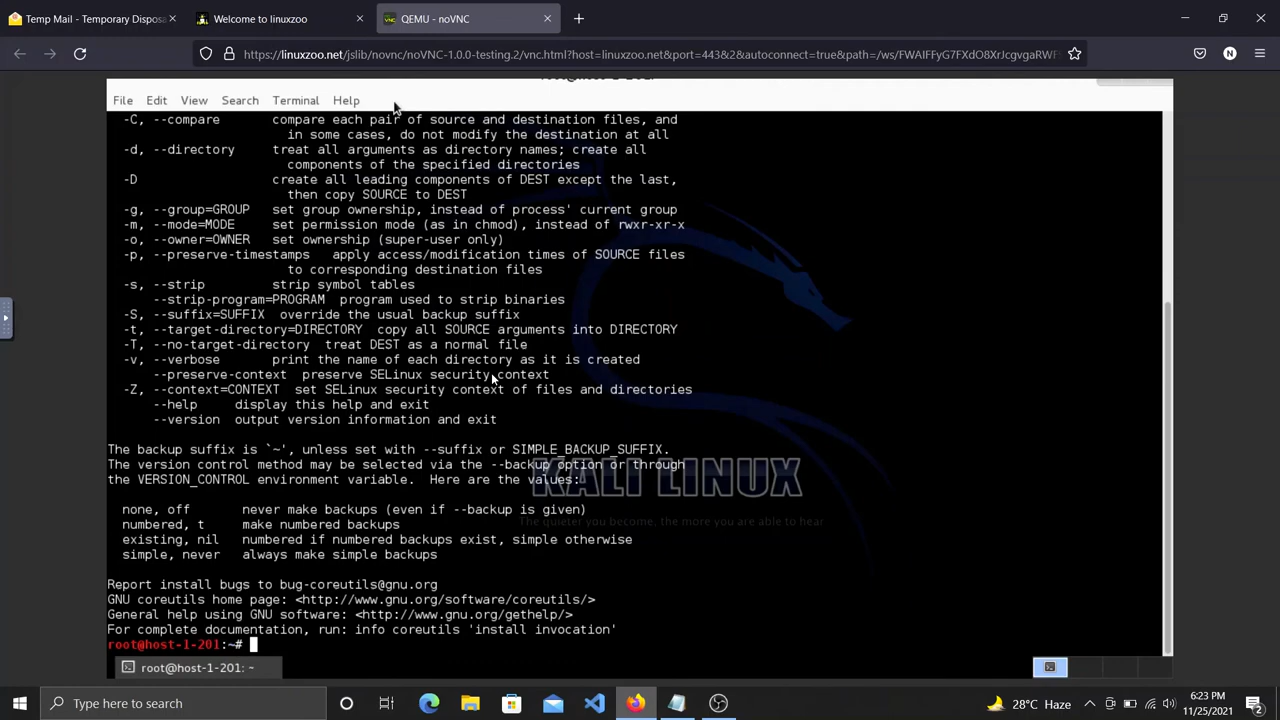 Temp Mail - Temporary Disposa
Welcome to linuxzoo
QEMU - noVNC
https://linuxzoo.net/jslib/novnc/noVNC-1.0.0-testing.2/vnc.html?host=linuxzoo.net&port=443&2&autoconnect=true&path=/ws/FWAIFFyG7FXdO8XrJcgvgaRWF
N
File Edit View Search Terminal Help
-C, --compare compare each pair of source and destination files, and
in some cases, do not modify the destination at all
-d, --directory treat all arguments as directory names; create all
components of the specified directories
-D create all leading components of DEST except the last,
then copy SOURCE to DEST
-g, --group=GROUP set group ownership, instead of process' current group
-m, --mode=MODE set permission mode (as in chmod), instead of rwxr-xr-x
-o, --owner=OWNER set ownership (super-user only)
-p, --preserve-timestamps apply access/modification times of SOURCE files
to corresponding destination files
-s, --strip strip symbol tables
--strip-program=PROGRAM program used to strip binaries
-S, --suffix=SUFFIX override the usual backup suffix
-t, --target-directory=DIRECTORY copy all SOURCE arguments into DIRECTORY
-T, --no-target-directory treat DEST as a normal file
-v, --verbose print the name of each directory as it is created
--preserve-context preserve SELinux security context
-Z, --context=CONTEXT set SELinux security context of files and directories
--help display this help and exit
--version output version information and exit
The backup suffix is `~', unless set with --suffix or SIMPLE_BACKUP_SUFFIX.
The version control method may be selected via the --backup option or through
the VERSION_CONTROL environment variable. Here are the values:
KALI LINUX
The quieter you become, the more you are able to hear
none, off never make backups (even if --backup is given)
numbered, t make numbered backups
existing, nil numbered if numbered backups exist, simple otherwise
simple, never always make simple backups
Report install bugs to bug-coreutils@gnu.org
GNU coreutils home page: <http://www.gnu.org/software/coreutils/>
General help using GNU software: <http://www.gnu.org/gethelp/>
For complete documentation, run: info coreutils 'install invocation'
root@host-1-201:~#
root@host-1-201: ~
Type here to search
28°C Haze
6:23 PM
11/25/2021
2